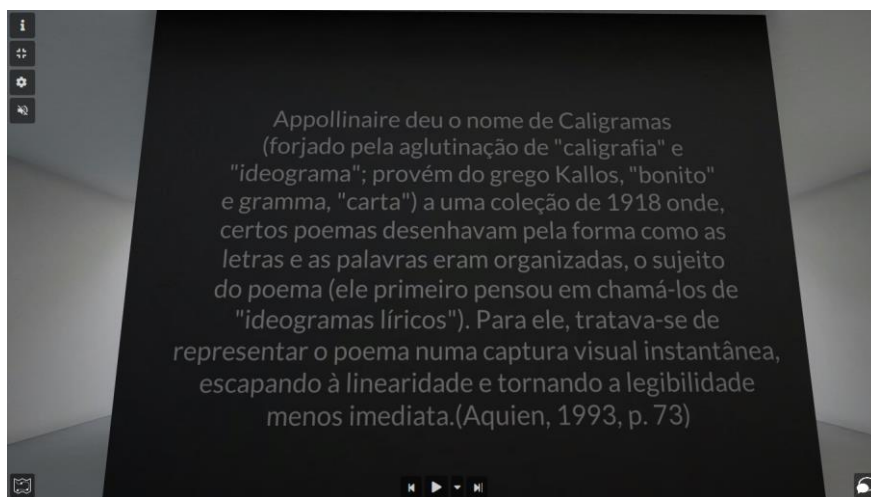 Appollinaire deu o nome de Caligramas
(forjado pela aglutinação de "caligrafia" e
"ideograma"; provém do grego Kallos, "bonito"
e gramma, "carta") a uma coleção de 1918 onde,
certos poemas desenhavam pela forma como as
letras e as palavras eram organizadas, o sujeito
do poema (ele primeiro pensou em chamá-los de
"ideogramas líricos"). Para ele, tratava-se de
representar o poema numa captura visual instantânea,
escapando à linearidade e tornando a legibilidade
menos imediata.(Aquien, 1993, p. 73)